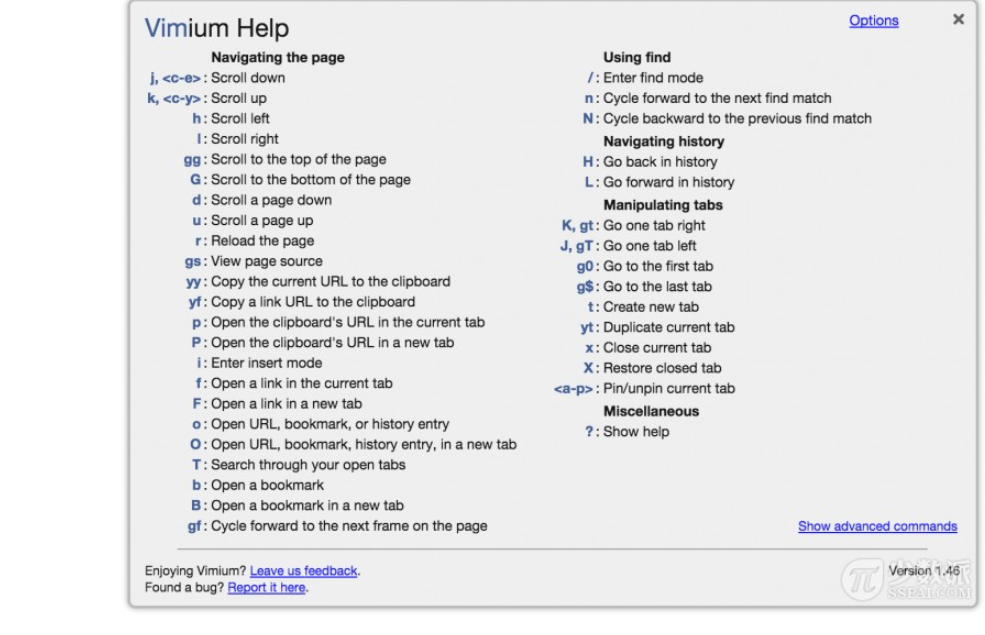 Vimium Help
Options
×
Navigating the page
j, <c-e> : Scroll down
k, <c-y> : Scroll up
h : Scroll left
l : Scroll right
gg : Scroll to the top of the page
G : Scroll to the bottom of the page
d : Scroll a page down
u : Scroll a page up
r : Reload the page
gs : View page source
yy : Copy the current URL to the clipboard
yf : Copy a link URL to the clipboard
p : Open the clipboard's URL in the current tab
P : Open the clipboard's URL in a new tab
i : Enter insert mode
f : Open a link in the current tab
F : Open a link in a new tab
o : Open URL, bookmark, or history entry
O : Open URL, bookmark, history entry, in a new tab
T : Search through your open tabs
b : Open a bookmark
B : Open a bookmark in a new tab
gf : Cycle forward to the next frame on the page
Using find
/ : Enter find mode
n : Cycle forward to the next find match
N : Cycle backward to the previous find match
Navigating history
H : Go back in history
L : Go forward in history
Manipulating tabs
K, gt : Go one tab right
J, gT : Go one tab left
g0 : Go to the first tab
g$ : Go to the last tab
t : Create new tab
yt : Duplicate current tab
x : Close current tab
X : Restore closed tab
<a-p> : Pin/unpin current tab
Miscellaneous
? : Show help
Show advanced commands
Enjoying Vimium? Leave us feedback.
Found a bug? Report it here.
Version 1.46
π 少数派
SSPAI.COM